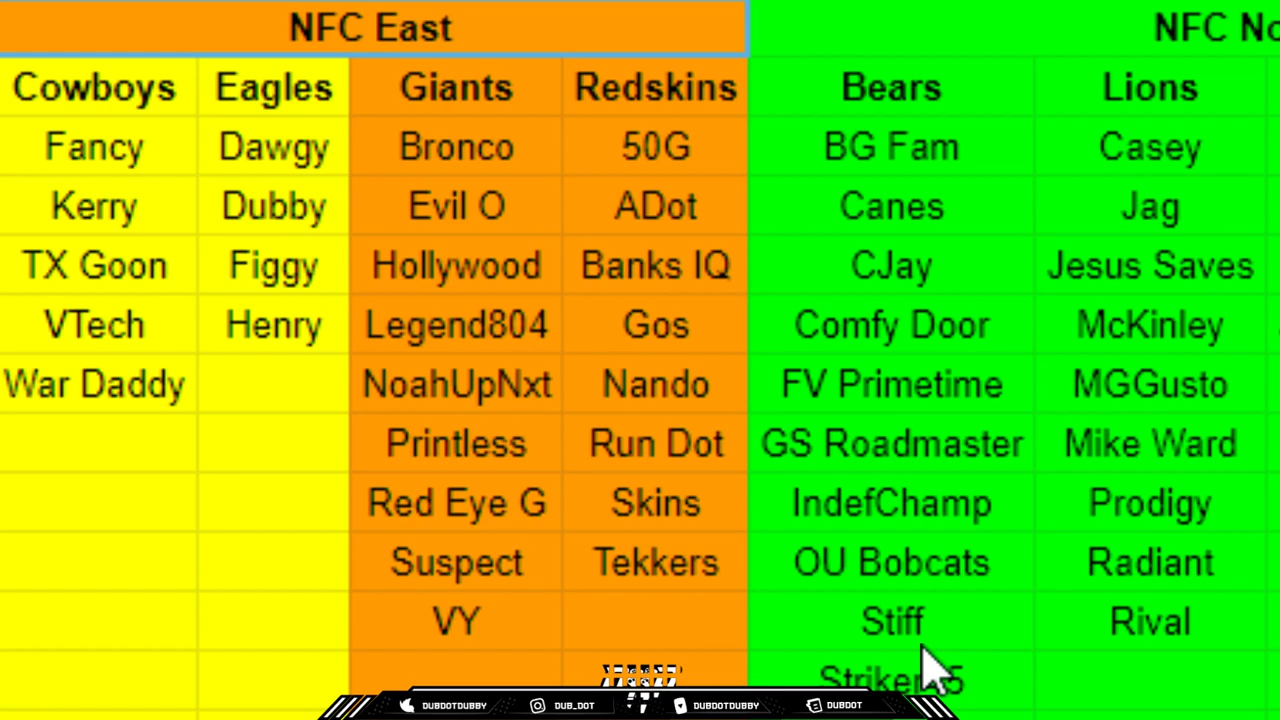 NFC East NFC No
Cowboys Eagles Giants Redskins Bears Lions
Fancy Dawgy Bronco 50G BG Fam Casey
Kerry Dubby Evil O ADot Canes Jag
TX Goon Figgy Hollywood Banks IQ CJay Jesus Saves
VTech Henry Legend804 Gos Comfy Door McKinley
War Daddy NoahUpNxt Nando FV Primetime MGGusto
Printless Run Dot GS Roadmaster Mike Ward
Red Eye G Skins IndefChamp Prodigy
Suspect Tekkers OU Bobcats Radiant
VY Stiff Rival
DUBDOTDUBBY DUB_DOT DUBDOTDUBBY DUBDOT